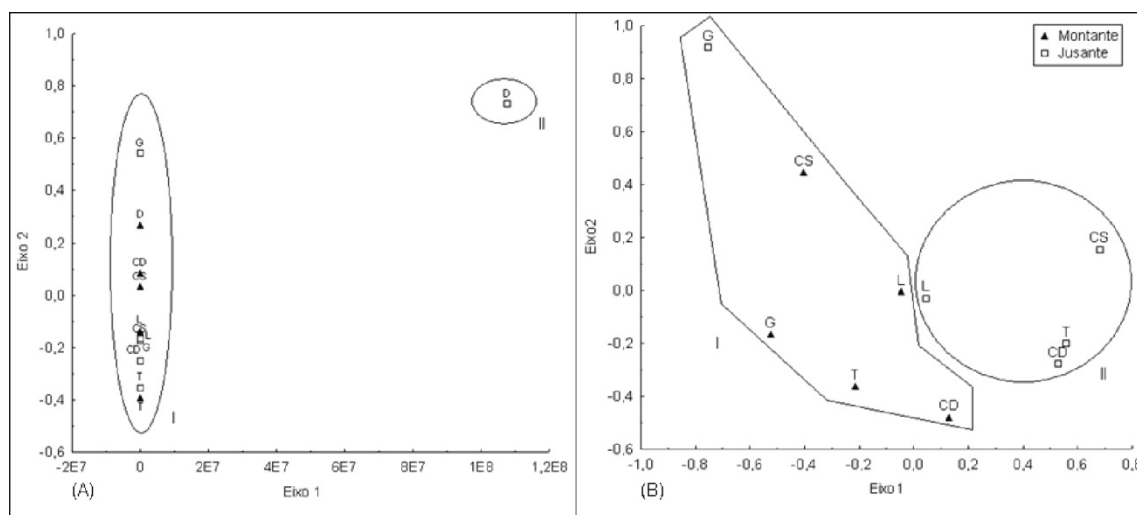 1,0
0,8
0,6
0,4
0,2
0,0
-0,2
-0,4
-0,6
Eixo 2
G
D
CD
CS
L
CS
L
CD
G
T
T
I
D
II
-2E7
0
2E7
4E7
6E7
8E7
1E8
1,2E8
(A)
Eixo 1
1,0
0,8
0,6
0,4
0,2
0,0
-0,2
-0,4
-0,6
Eixo2
G
CS
L
L
G
T
CD
I
CS
T
CD
II
Montante
Jusante
-1,0
-0,8
-0,6
-0,4
-0,2
0,0
0,2
0,4
0,6
0,8
(B)
Eixo1